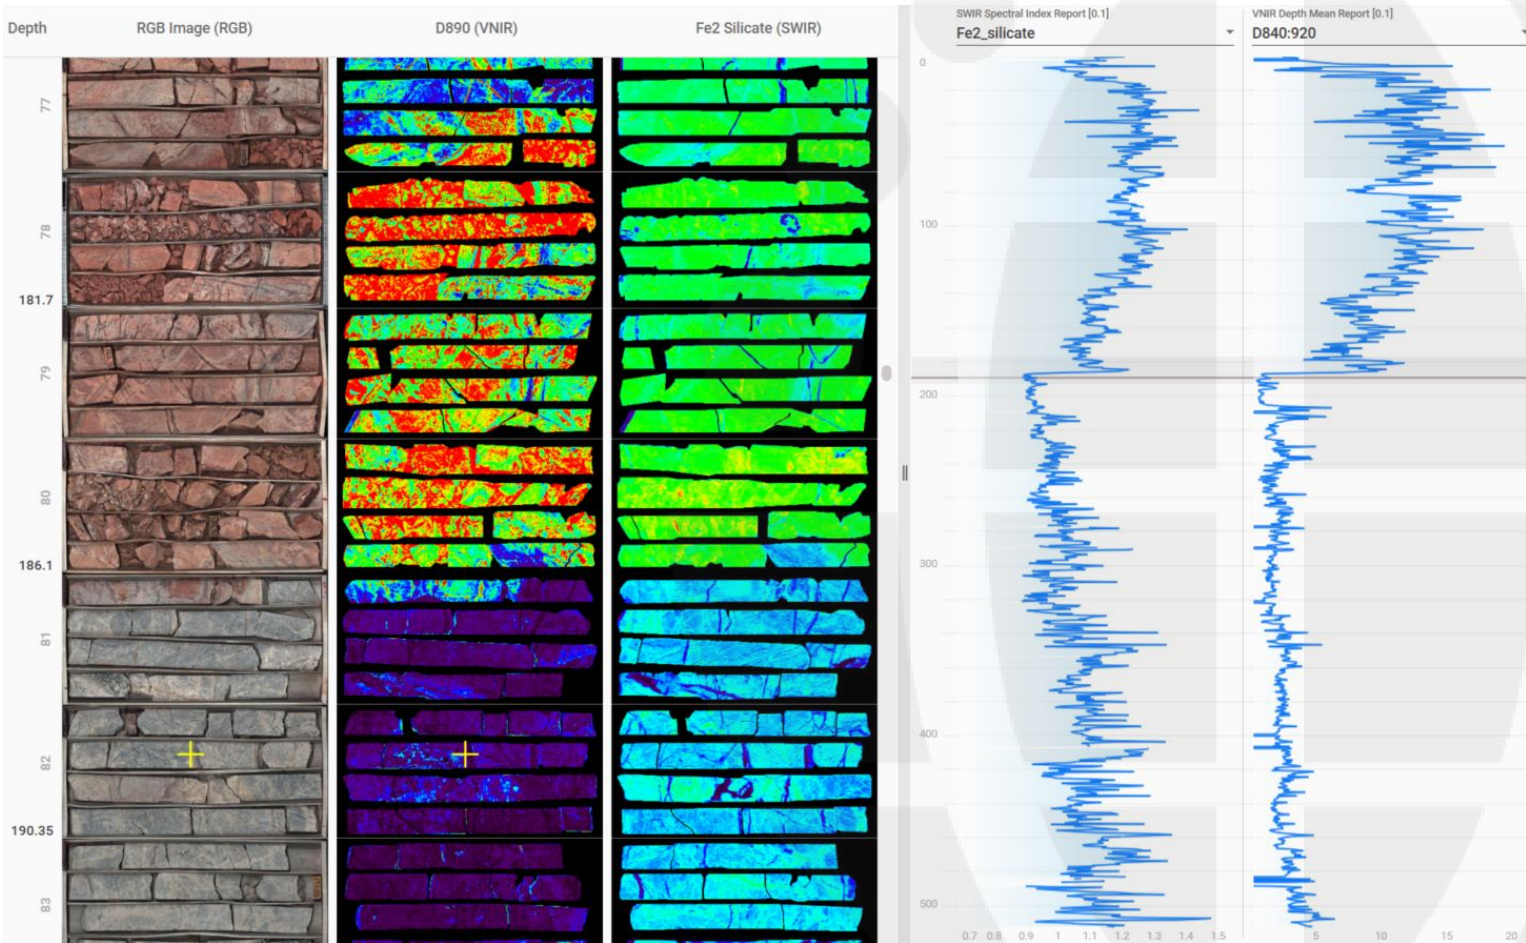 SWIR Spectral Index Report [0.1]
VNIR Depth Mean Report [0.1]
Depth
RGB Image (RGB)
D890 (VNIR)
Fe2 Silicate (SWIR)
Fe2_silicate
D840:920
0
77
78
100
181.7
79
200
80
186.1
300
81
82
400
190.35
83
500
0.7 0.8 0.9 1 1.1 1.2 1.3 1.4 1.5
5 10 15 20